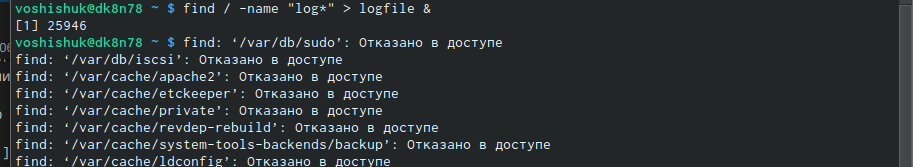 voshishuk@dk8n78 ~ $ find / -name "log*" > logfile &
[1] 25946
voshishuk@dk8n78 ~ $ find: ‘/var/db/sudo’: Отказано в доступе
find: ‘/var/db/iscsi’: Отказано в доступе
find: ‘/var/cache/apache2’: Отказано в доступе
find: ‘/var/cache/etckeeper’: Отказано в доступе
find: ‘/var/cache/private’: Отказано в доступе
find: ‘/var/cache/revdep-rebuild’: Отказано в доступе
find: ‘/var/cache/system-tools-backends/backup’: Отказано в доступе
find: ‘/var/cache/ldconfig’: Отказано в доступе